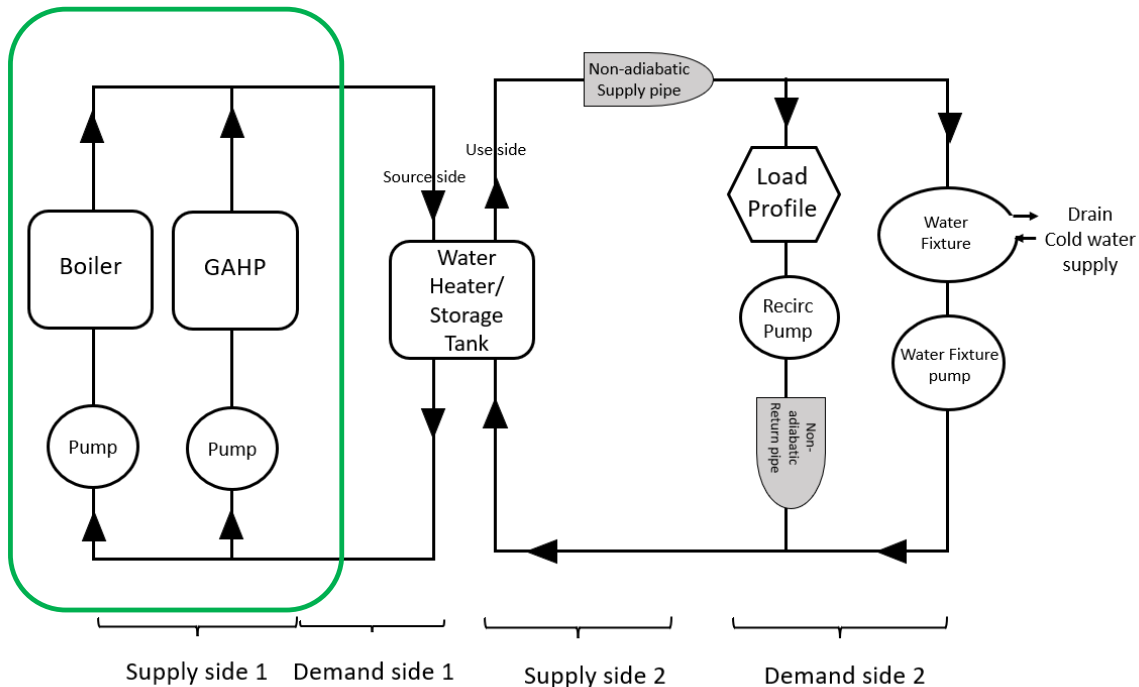 Non-adiabatic
Supply pipe
Use side
Source side
Load
Profile
Boiler
GAHP
Water
Heater/
Storage
Tank
Water
Fixture
Drain
Cold water
supply
Recirc
Pump
Water Fixture
pump
Pump
Pump
Non-
adiabatic
Return pipe
Supply side 1
Demand side 1
Supply side 2
Demand side 2